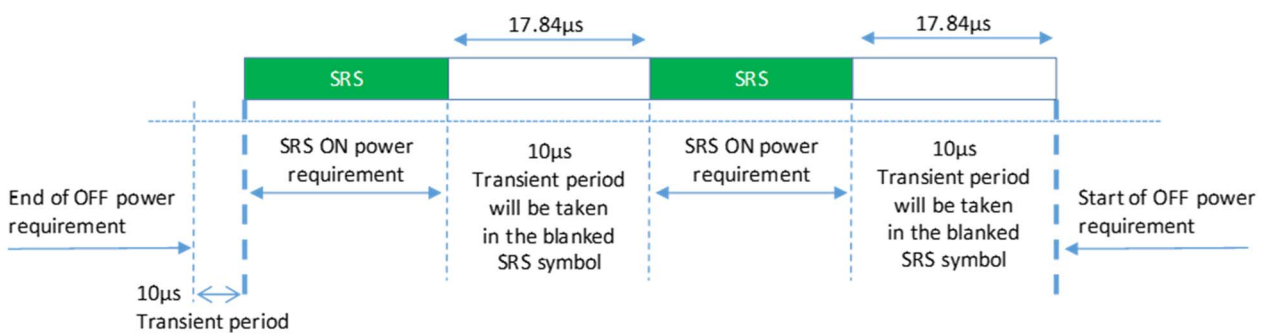 17.84µs
17.84µs
SRS
SRS
SRS ON power
requirement
10µs
Transient period
will be taken
in the blanked
SRS symbol
SRS ON power
requirement
10µs
Transient period
will be taken
in the blanked
SRS symbol
End of OFF power
requirement
Start of OFF power
requirement
10µs
Transient period